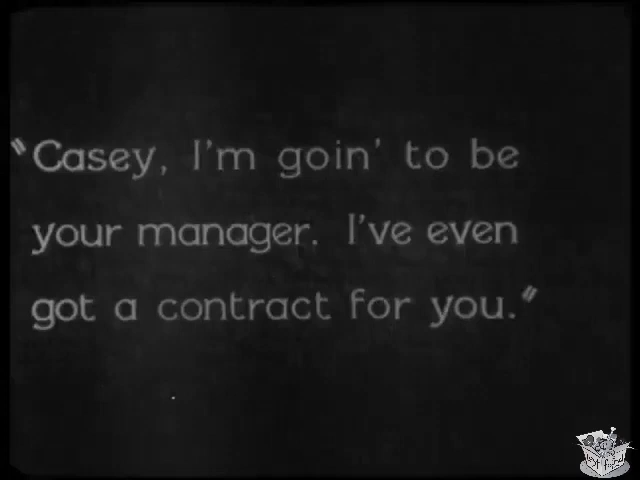 "Casey, I'm goin' to be
your manager. I've even
got a contract for you."